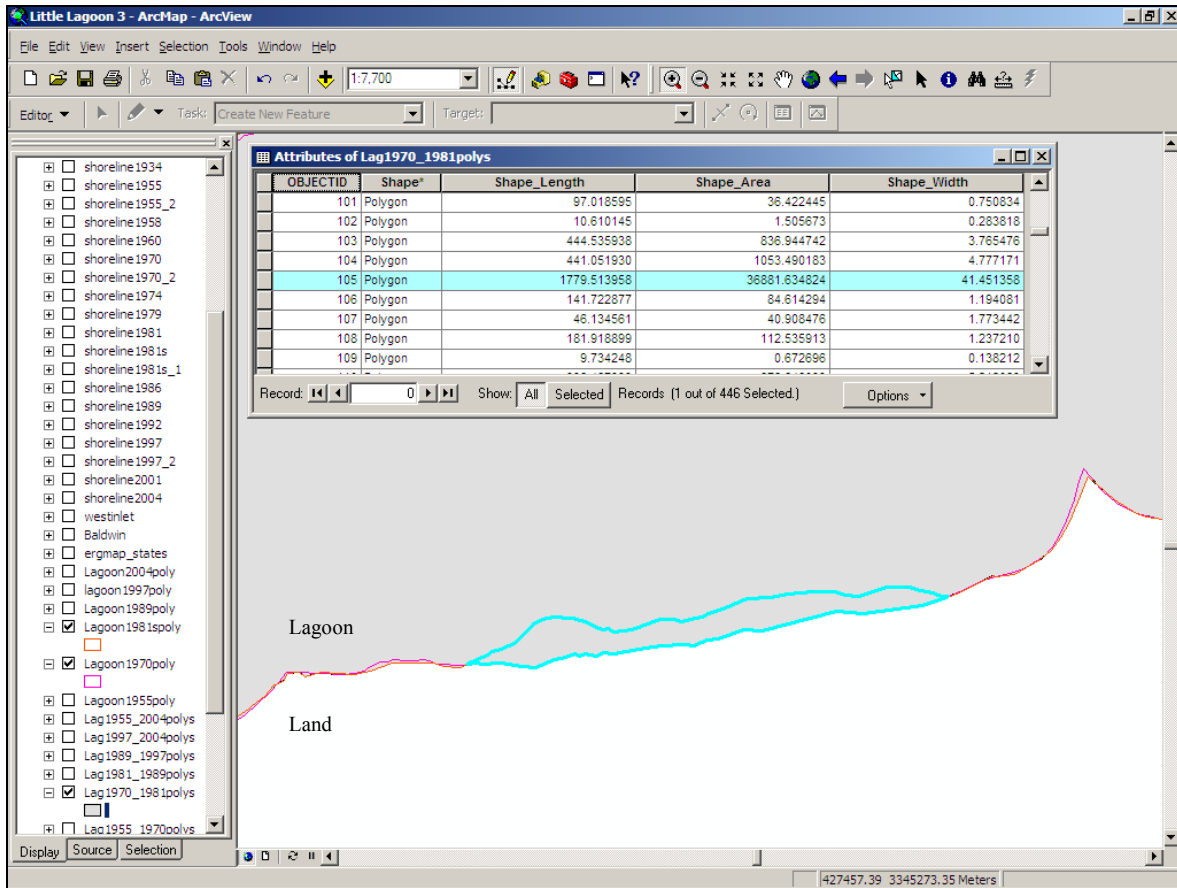 Little Lagoon 3 - ArcMap - ArcView
File Edit View Insert Selection Tools Window Help
1:7,700
Editor Task: Create New Feature Target:
shoreline1934
shoreline1955
shoreline1955_2
shoreline1958
shoreline1960
shoreline1970
shoreline1970_2
shoreline1974
shoreline1979
shoreline1981
shoreline1981s
shoreline1981s_1
shoreline1986
shoreline1989
shoreline1992
shoreline1997
shoreline1997_2
shoreline2001
shoreline2004
westinlet
Baldwin
ergmap_states
Lagoon2004poly
lagoon1997poly
Lagoon1989poly
Lagoon1981spoly
Lagoon1970poly
Lagoon1955poly
Lag1955_2004polys
Lag1997_2004polys
Lag1989_1997polys
Lag1981_1989polys
Lag1970_1981polys
Lag1955_1970polys
Display Source Selection
Attributes of Lag1970_1981polys
OBJECTID Shape* Shape_Length Shape_Area Shape_Width
101 Polygon 97.018595 36.422445 0.750834
102 Polygon 10.610145 1.505673 0.283818
103 Polygon 444.535938 836.944742 3.765476
104 Polygon 441.051930 1053.490183 4.777171
105 Polygon 1779.513958 36881.634824 41.451358
106 Polygon 141.722877 84.614294 1.194081
107 Polygon 46.134561 40.908476 1.773442
108 Polygon 181.918899 112.535913 1.237210
109 Polygon 9.734248 0.672696 0.138212
Record: 0 Show: All Selected Records (1 out of 446 Selected.) Options
Lagoon
Land
427457.39 3345273.35 Meters